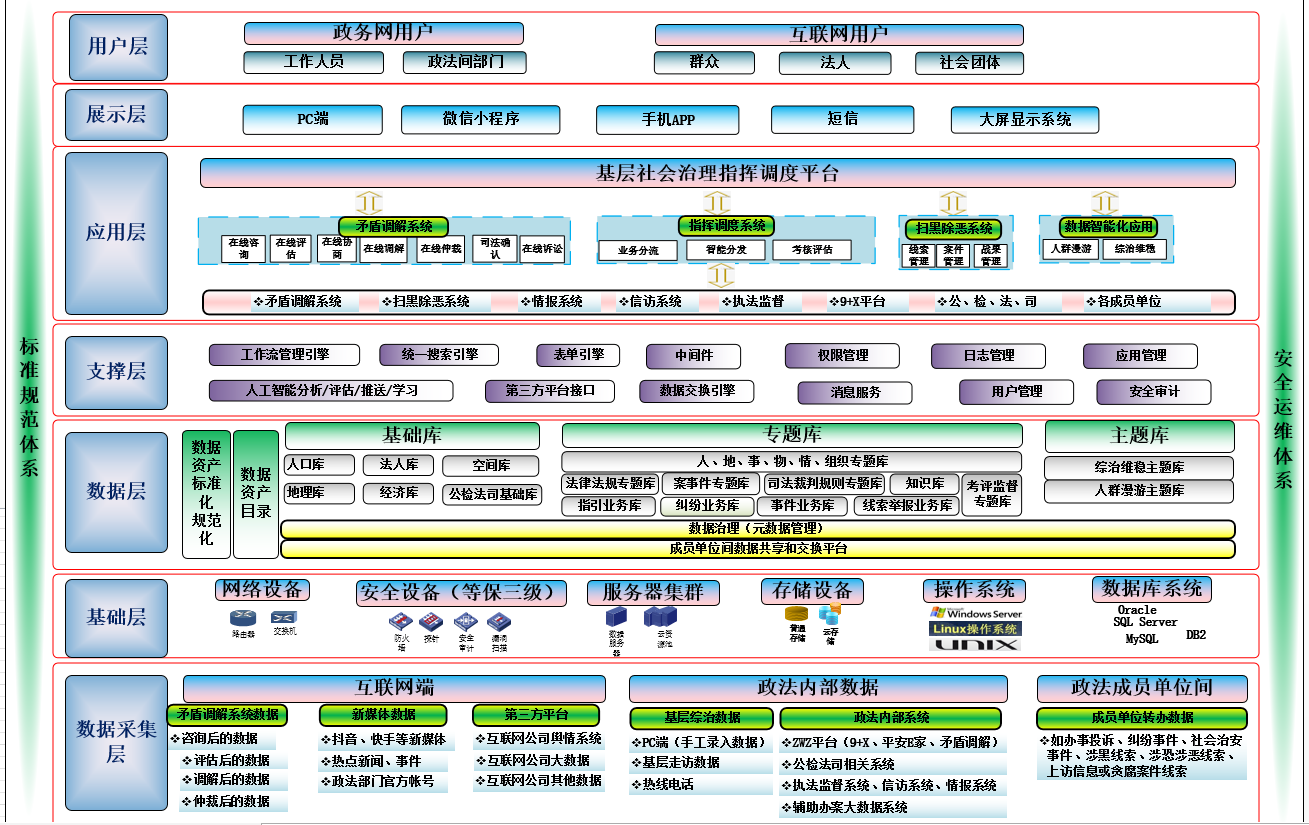 标准规范体系
安全运维体系
用户层
政务网用户
互联网用户
工作人员
政法间部门
群众
法人
社会团体
展示层
PC端
微信小程序
手机APP
短信
大屏显示系统
应用层
基层社会治理指挥调度平台
矛盾调解系统
在线咨询
在线评估
在线协商
在线调解
在线仲裁
司法确认
在线诉讼
指挥调度系统
业务分流
智能分发
考核评估
扫黑除恶系统
线索管理
案件管理
战果管理
数据智能化应用
人群漫游
综治维稳
❖矛盾调解系统
❖扫黑除恶系统
❖情报系统
❖信访系统
❖执法监督
❖9+X平台
❖公、检、法、司
❖各成员单位
支撑层
工作流管理引擎
统一搜索引擎
表单引擎
中间件
权限管理
日志管理
应用管理
人工智能分析/评估/推送/学习
第三方平台接口
数据交换引擎
消息服务
用户管理
安全审计
数据层
数据资产标准化规范化
数据资产目录
基础库
人口库
法人库
空间库
地理库
经济库
公检法司基础库
专题库
人、地、事、物、情、组织专题库
法律法规专题库
案事件专题库
司法裁判规则专题库
知识库
考评监督专题库
指引业务库
纠纷业务库
事件业务库
线索举报业务库
主题库
综治维稳主题库
人群漫游主题库
数据治理（元数据管理）
成员单位间数据共享和交换平台
基础层
网络设备
路由器
交换机
安全设备（等保三级）
防火墙
探针
安全审计
漏洞扫描
服务器集群
数据服务器
云资源池
存储设备
普通存储
云存储
操作系统
Microsoft
Windows Server
Linux操作系统
UNIX
数据库系统
Oracle
SQL Server
MySQL
DB2
数据采集层
互联网端
矛盾调解系统数据
❖咨询后的数据
❖评估后的数据
❖调解后的数据
❖仲裁后的数据
新媒体数据
❖抖音、快手等新媒体
❖热点新闻、事件
❖政法部门官方帐号
第三方平台
❖互联网公司舆情系统
❖互联网公司大数据
❖互联网公司其他数据
政法内部数据
基层综治数据
❖PC端（手工录入数据）
❖基层走访数据
❖热线电话
政法内部系统
❖ZWZ平台（9+X、平安E家、矛盾调解）
❖公检法司相关系统
❖执法监督系统、信访系统、情报系统
❖辅助办案大数据系统
政法成员单位间
成员单位转办数据
❖如办事投诉、纠纷事件、社会治安
事件、涉黑线索、涉恐涉恶线索、
上访信息或贪腐案件线索